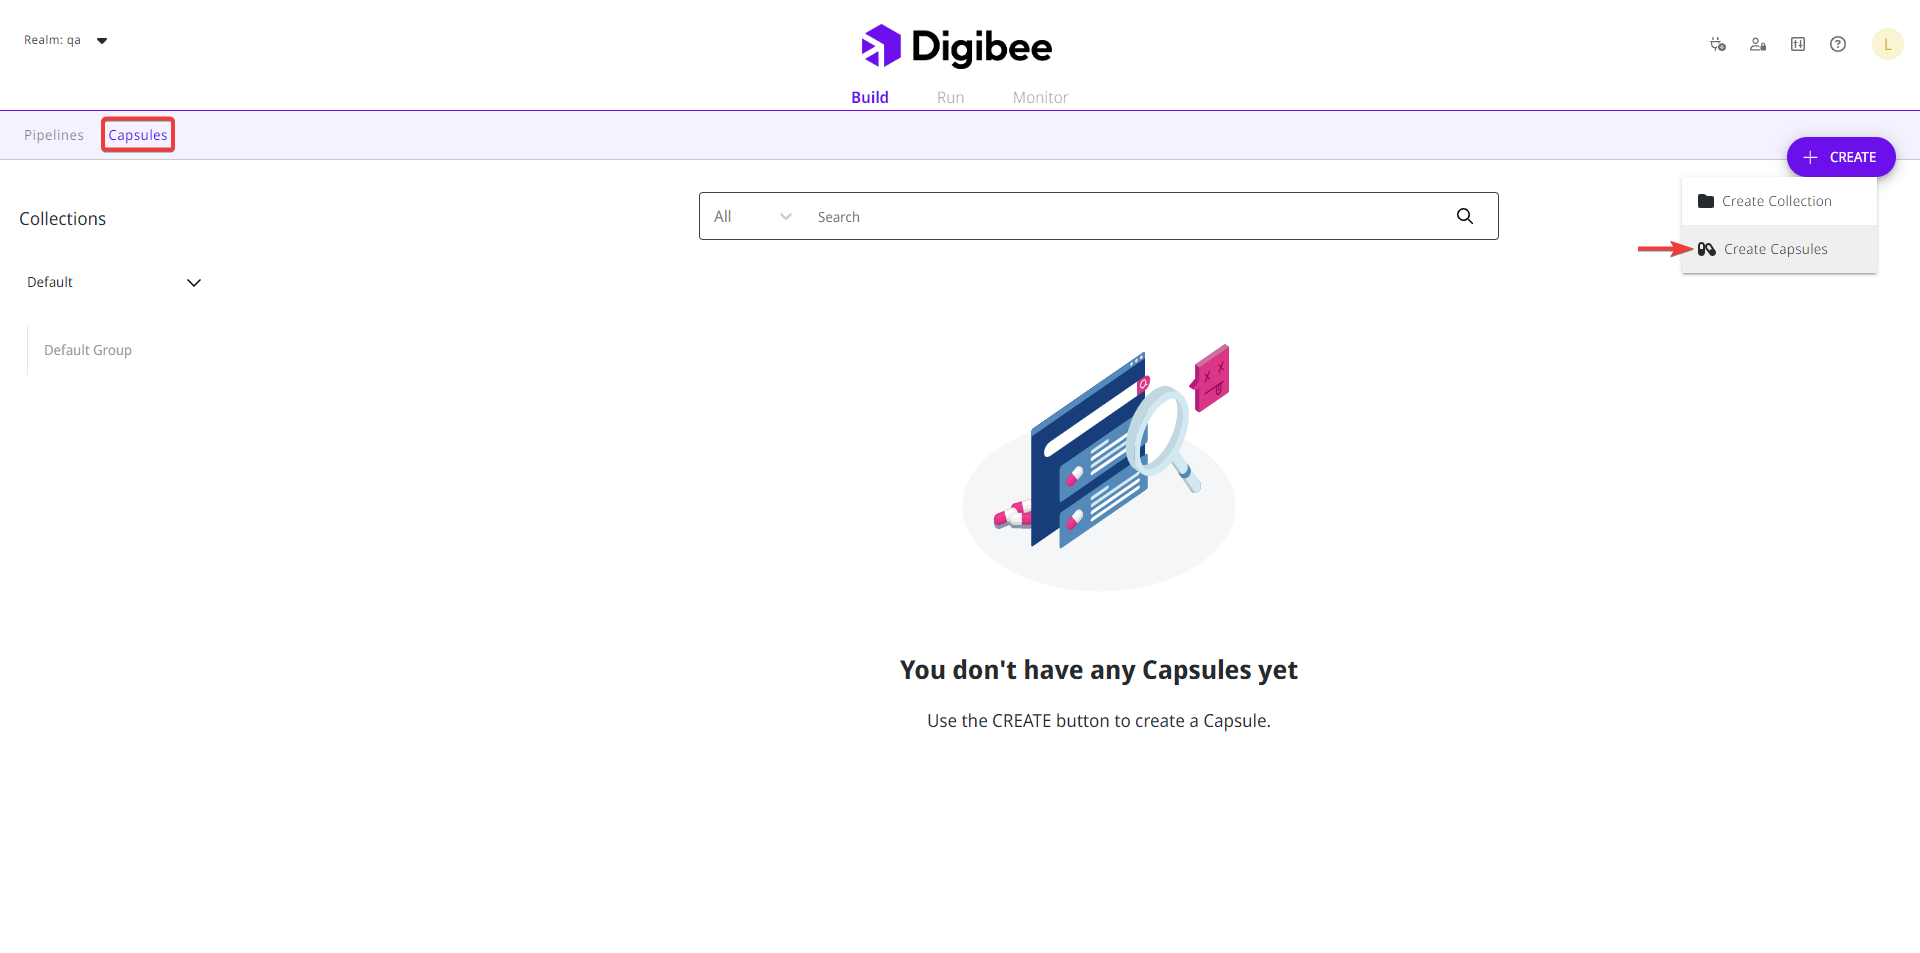 Realm: qa
Digibee
L
Build Run Monitor
Pipelines Capsules
CREATE
Create Collection
Create Capsules
Collections
All Search
Default
Default Group
You don't have any Capsules yet
Use the CREATE button to create a Capsule.